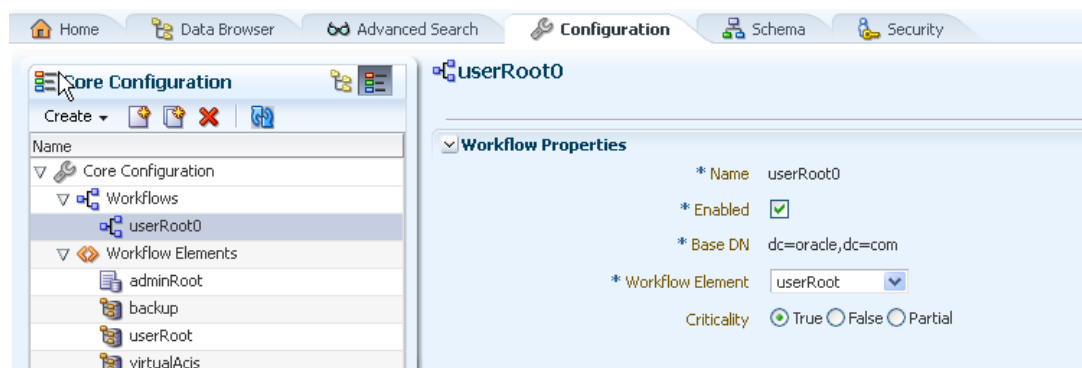 Home Data Browser Advanced Search Configuration Schema Security
Core Configuration
Create
Name
Core Configuration
Workflows
userRoot0
Workflow Elements
adminRoot
backup
userRoot
virtualAcis
userRoot0
Workflow Properties
* Name userRoot0
* Enabled
* Base DN dc=oracle,dc=com
* Workflow Element userRoot
Criticality True False Partial